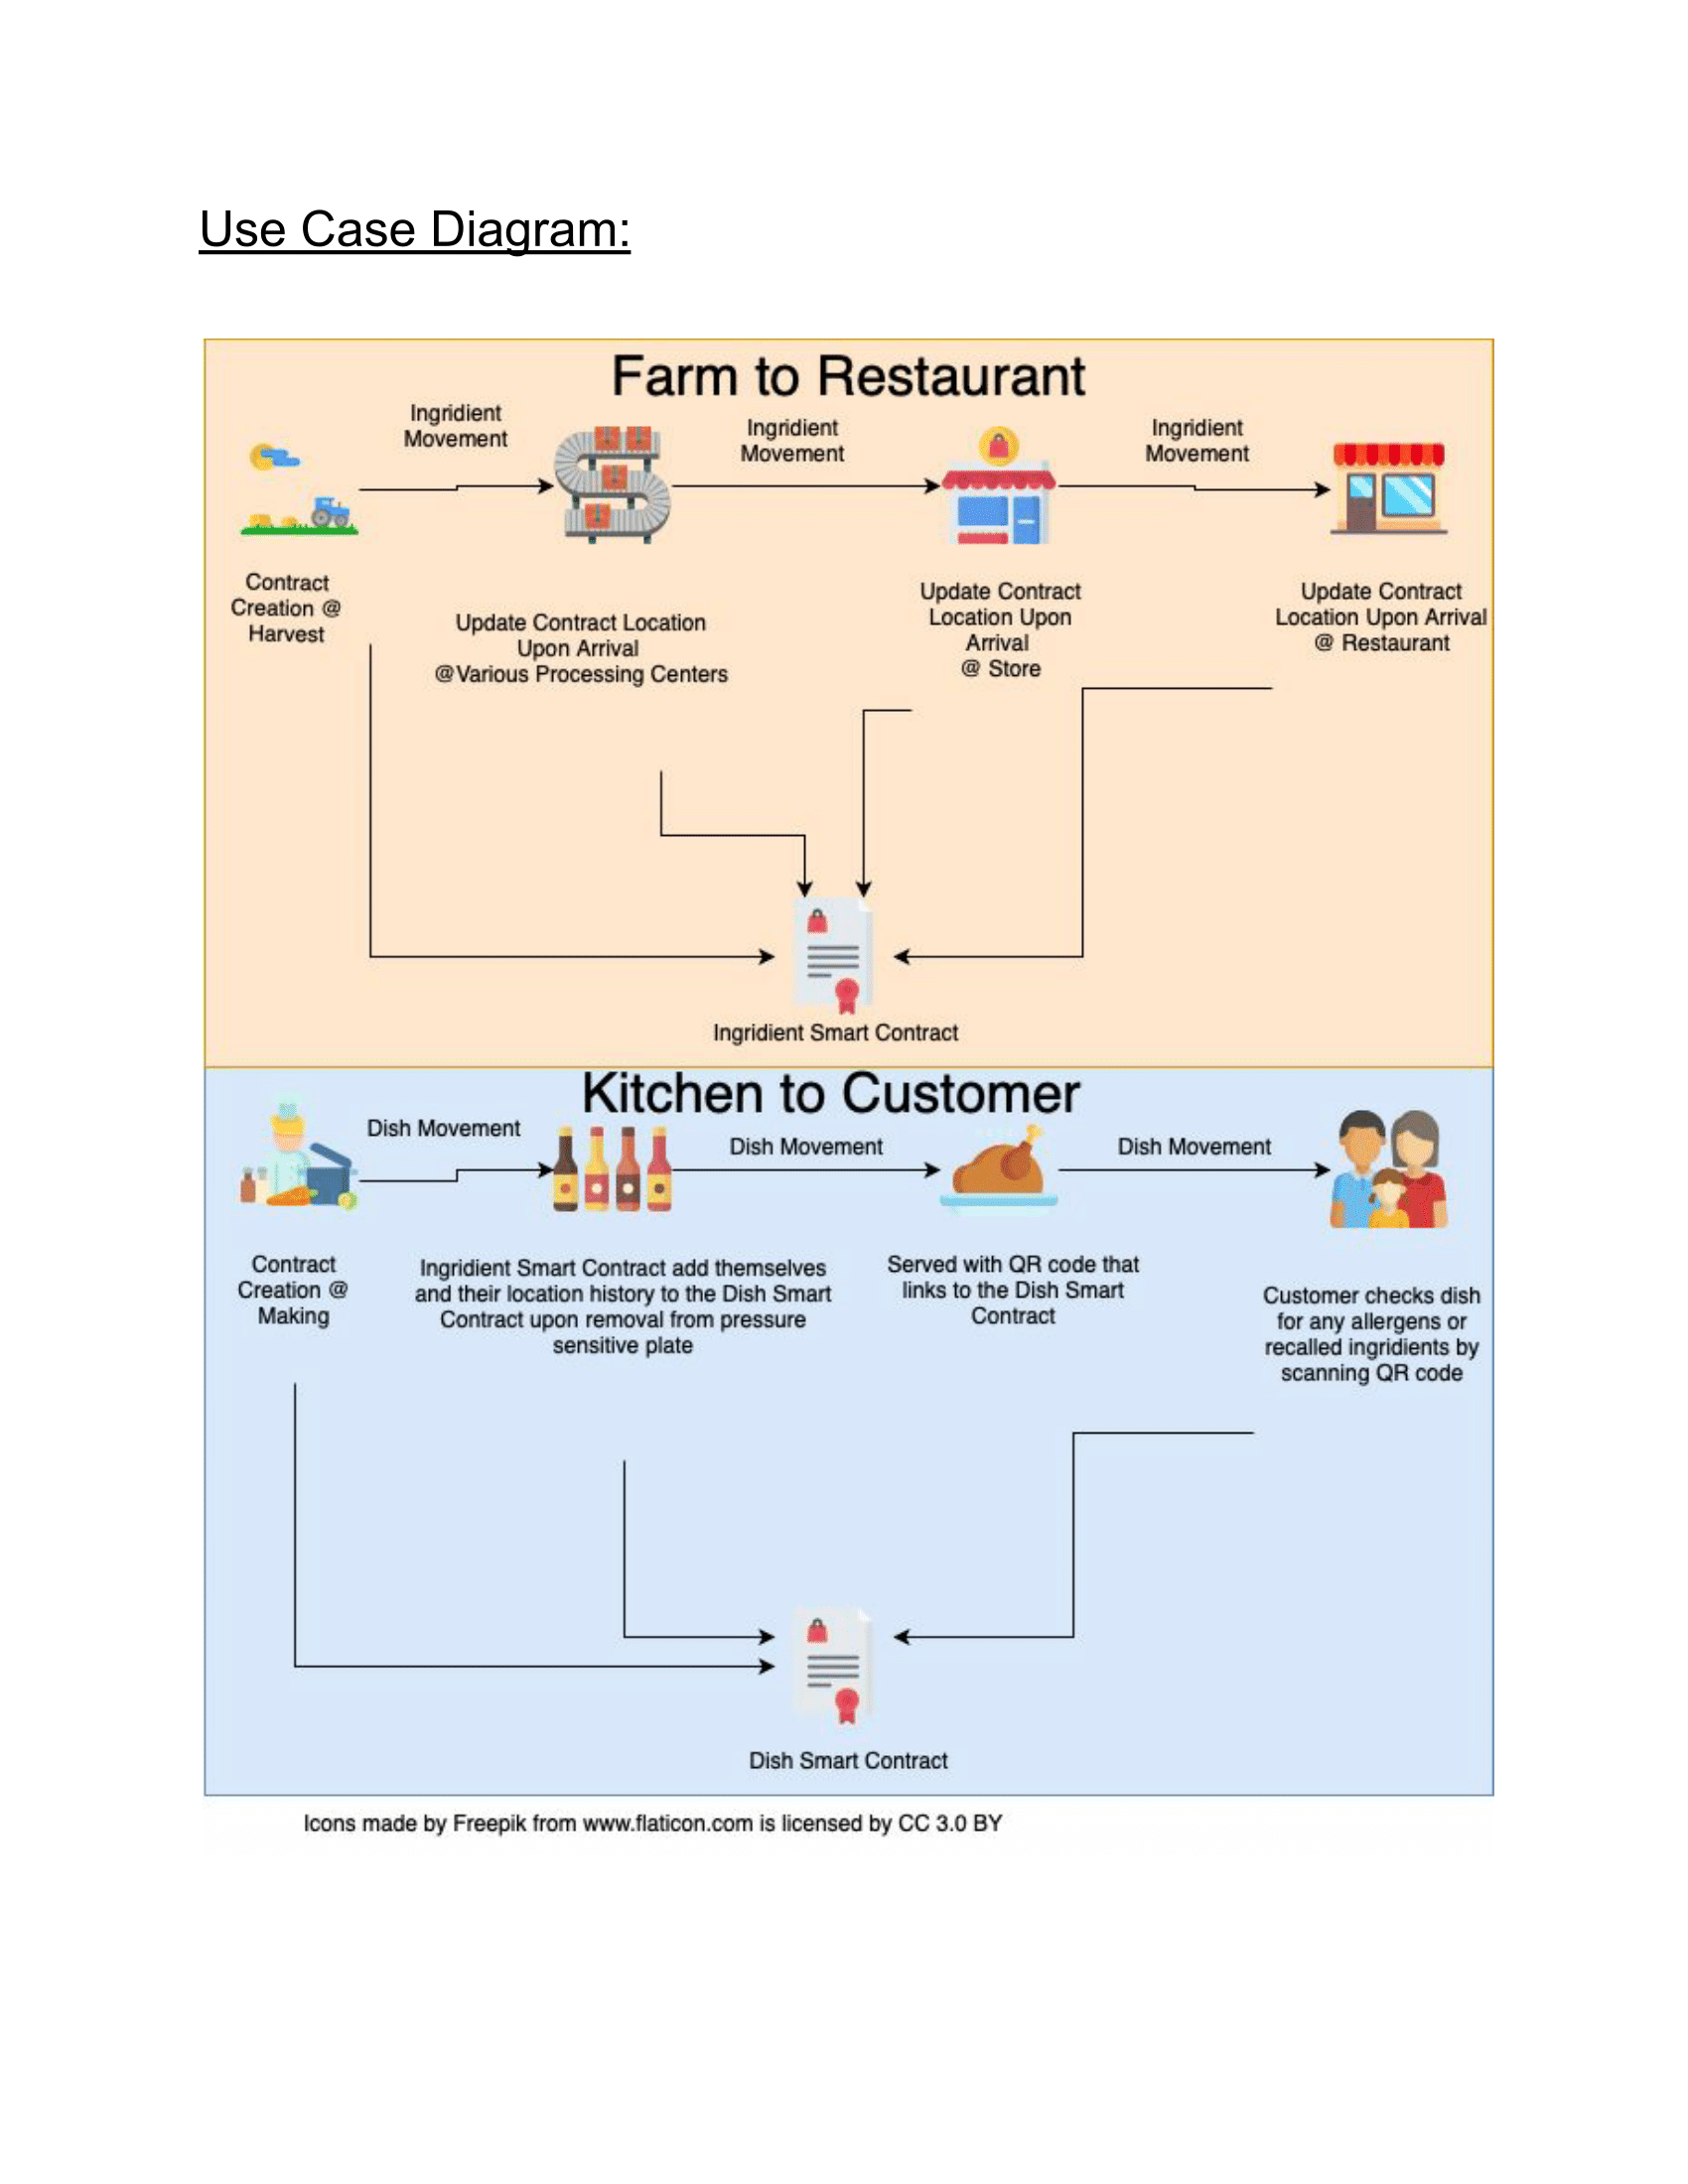 Use Case Diagram:
Farm to Restaurant
Ingridient
Movement
Ingridient
Movement
Ingridient
Movement
Contract
Creation @
Harvest
Update Contract Location
Upon Arrival
@Various Processing Centers
Update Contract
Location Upon
Arrival
@ Store
Update Contract
Location Upon Arrival
@ Restaurant
Ingridient Smart Contract
Kitchen to Customer
Dish Movement
Dish Movement
Dish Movement
Contract
Creation @
Making
Ingridient Smart Contract add themselves
and their location history to the Dish Smart
Contract upon removal from pressure
sensitive plate
Served with QR code that
links to the Dish Smart
Contract
Customer checks dish
for any allergens or
recalled ingridients by
scanning QR code
Dish Smart Contract
Icons made by Freepik from www.flaticon.com is licensed by CC 3.0 BY